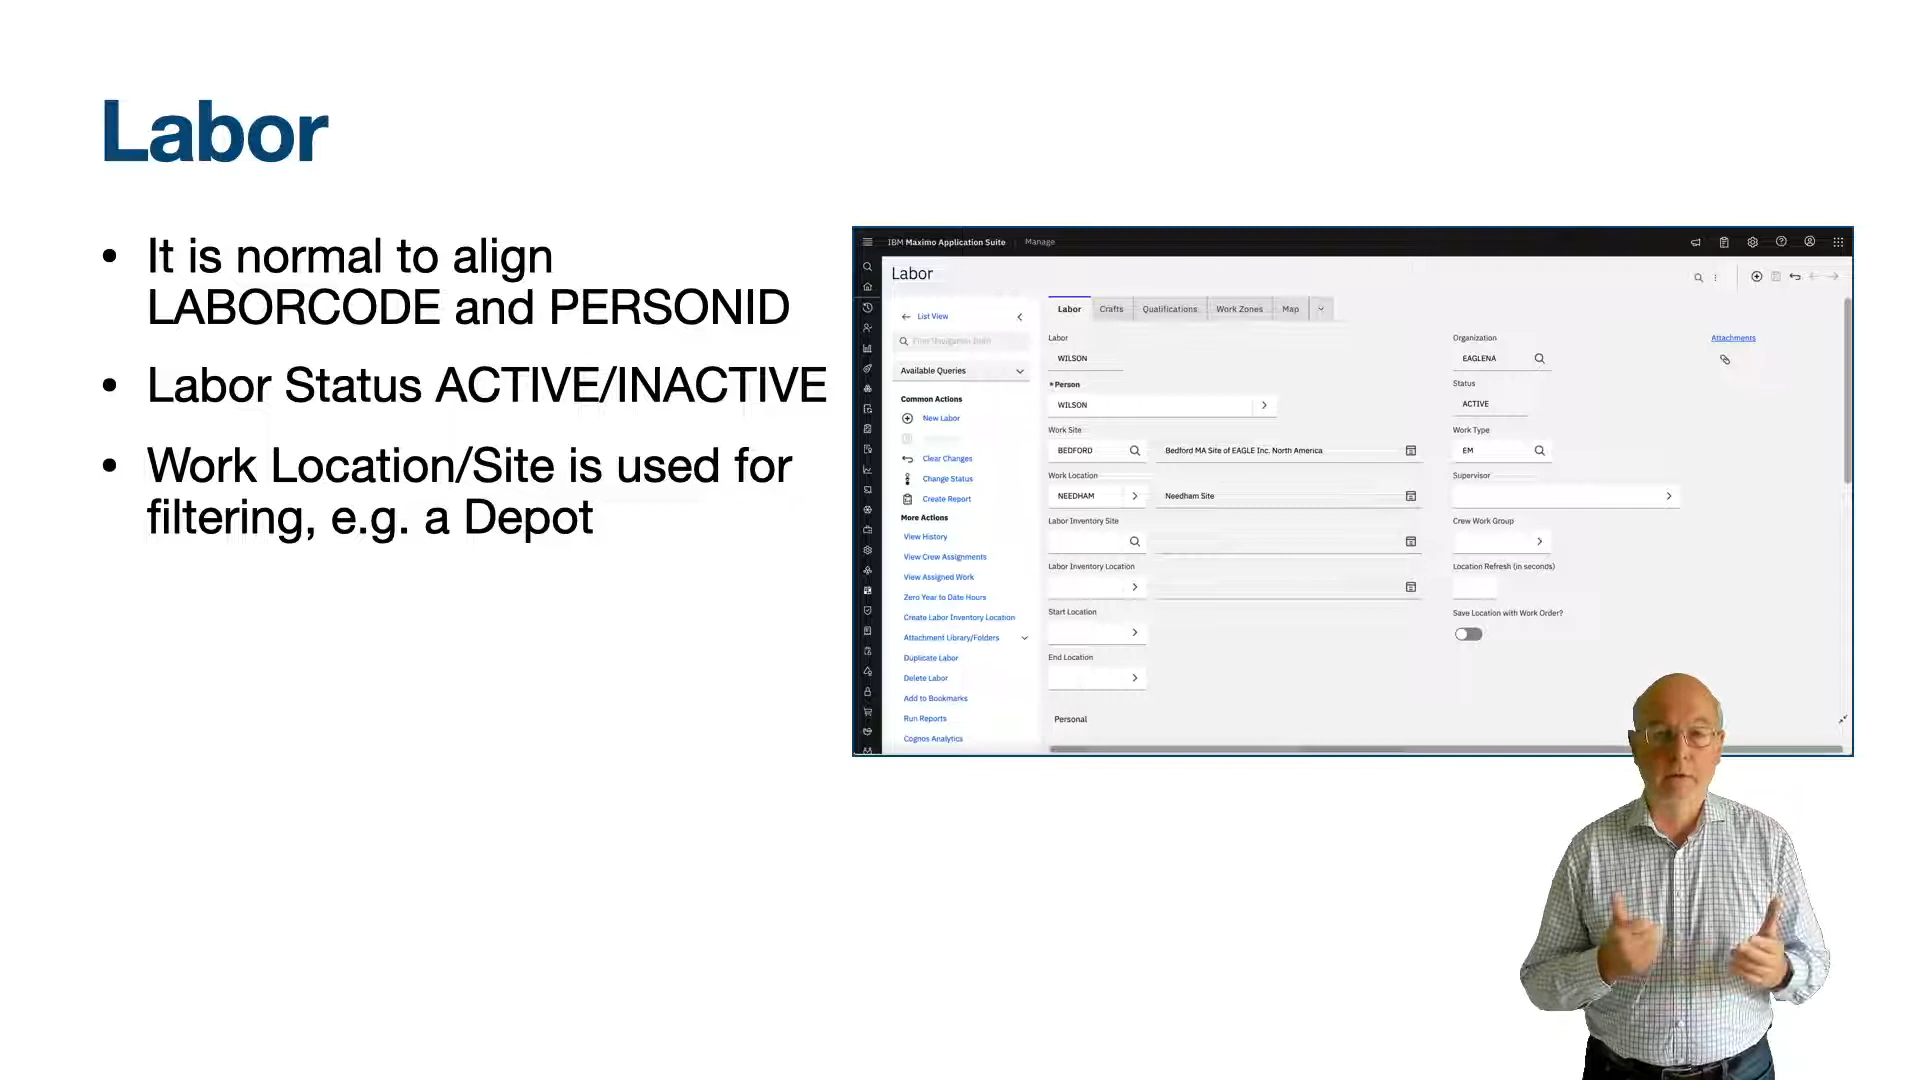 Labor
• It is normal to align
LABORCODE and PERSONID
• Labor Status ACTIVE/INACTIVE
• Work Location/Site is used for
filtering, e.g. a Depot
IBM Maximo Application Suite
Manage
Labor
List View
Available Queries
Common Actions
New Labor
Clear Changes
Change Status
Create Report
More Actions
View History
View Crew Assignments
View Assigned Work
Zero Year to Date Hours
Create Labor Inventory Location
Attachment Library/Folders
Duplicate Labor
Delete Labor
Add to Bookmarks
Run Reports
Cognos Analytics
Labor Crafts Qualifications Work Zones Map
Labor
WILSON
* Person
WILSON
Work Site
BEDFORD Bedford MA Site of EAGLE Inc. North America
Work Location
NEEDHAM Needham Site
Labor Inventory Site
Labor Inventory Location
Start Location
End Location
Personal
Organization
EAGLENA
Status
ACTIVE
Work Type
EM
Supervisor
Crew Work Group
Location Refresh (in seconds)
Save Location with Work Order?
Attachments